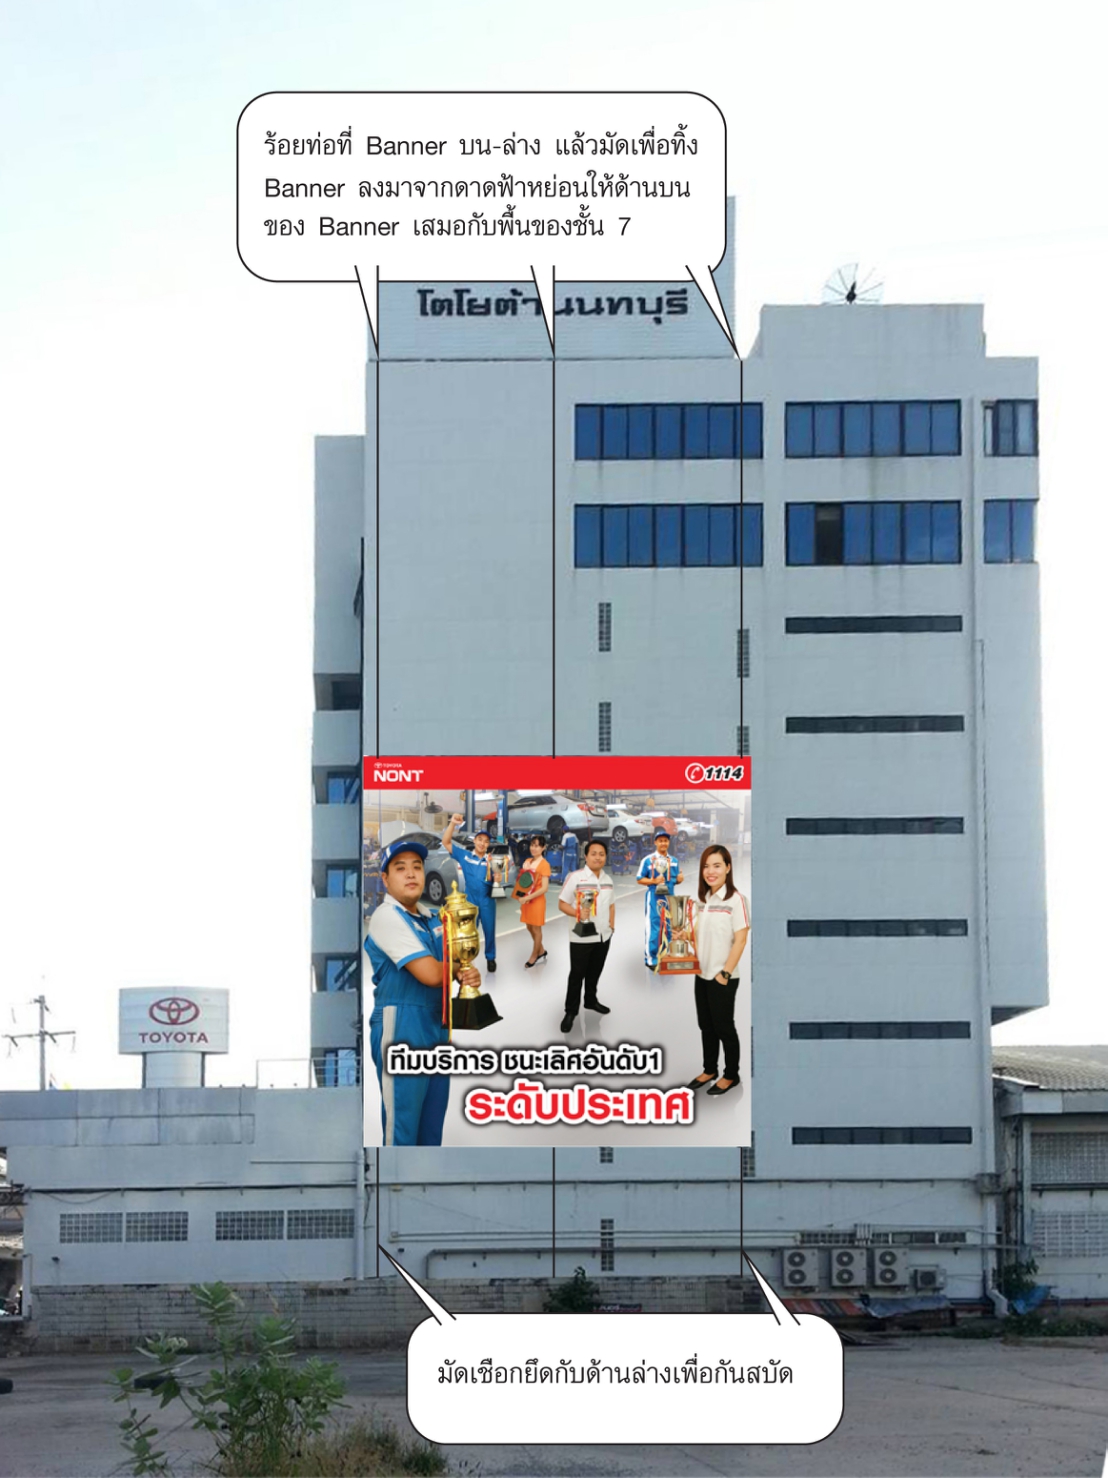 ร้อยท่อที่ Banner บน-ล่าง แล้วมัดเพื่อทิ้ง
Banner ลงมาจากดาดฟ้าหย่อนให้ด้านบน
ของ Banner เสมอกับพื้นของชั้น 7
โตโยต้านนทบุรี
TOYOTA
NONT
1114
ทีมบริการ ชนะเลิศอันดับ1
ระดับประเทศ
TOYOTA
มัดเชือกยึดกับด้านล่างเพื่อกันสบัด